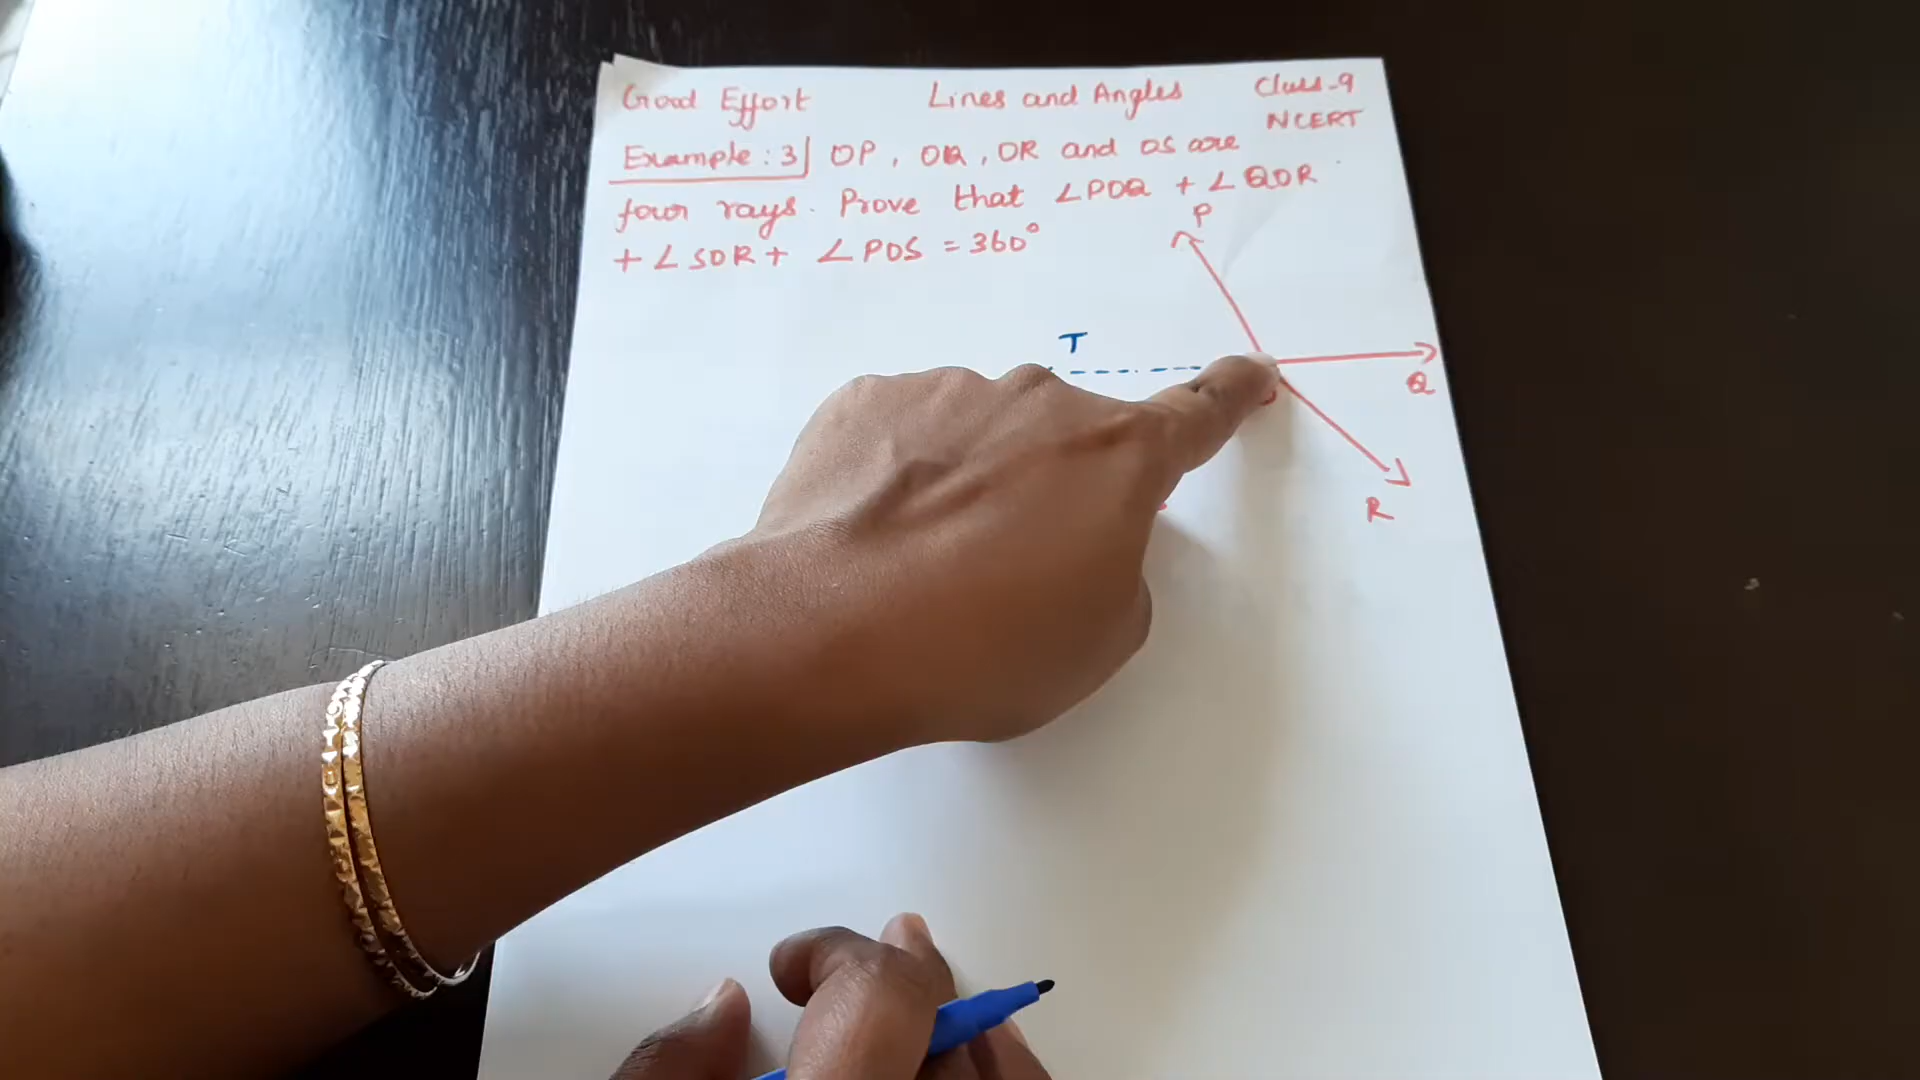 Good Effort Lines and Angles Class-9
NCERT
Example: 3 OP, OQ, OR and OS are
four rays. Prove that ∠POQ + ∠QOR
+ ∠SOR + ∠POS = 360°
P
T
Q
R